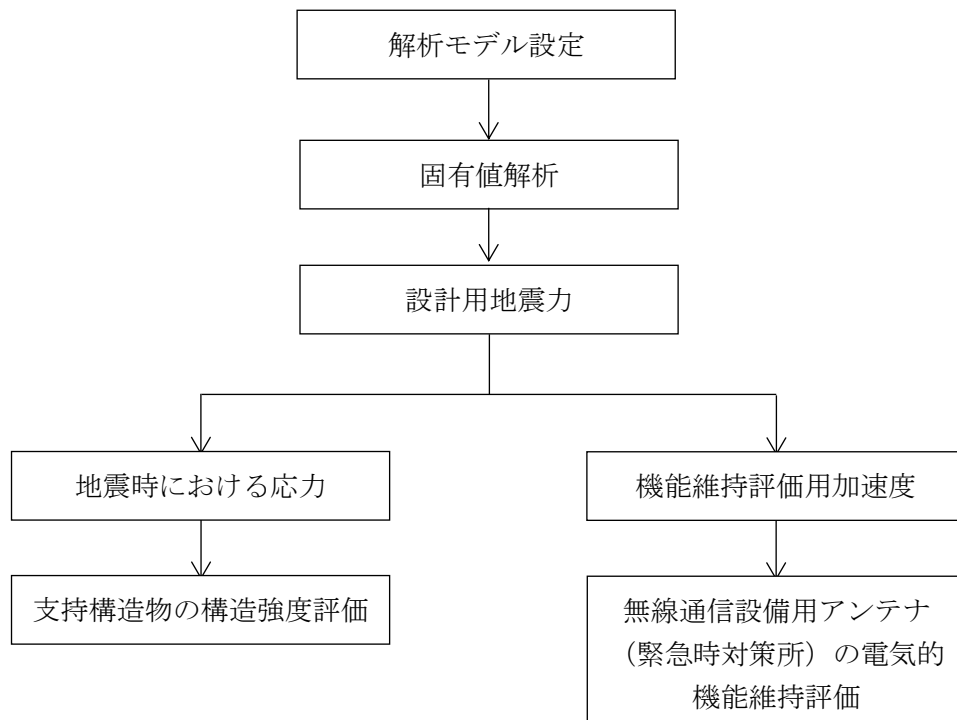 解析モデル設定
固有値解析
設計用地震力
地震時における応力
機能維持評価用加速度
支持構造物の構造強度評価
無線通信設備用アンテナ
（緊急時対策所）の電気的
機能維持評価